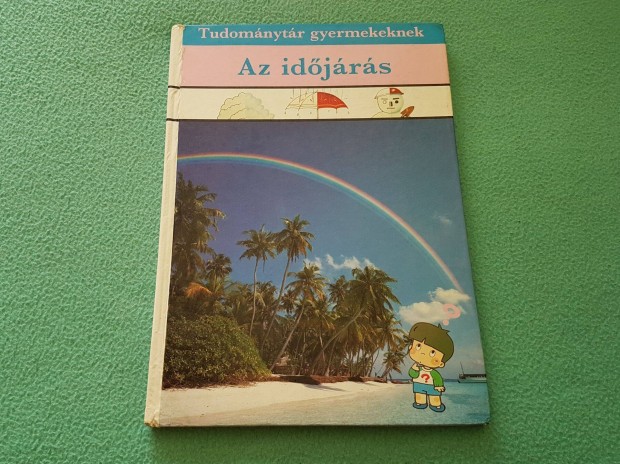 Tudománytár gyermekeknek
Az időjárás
?